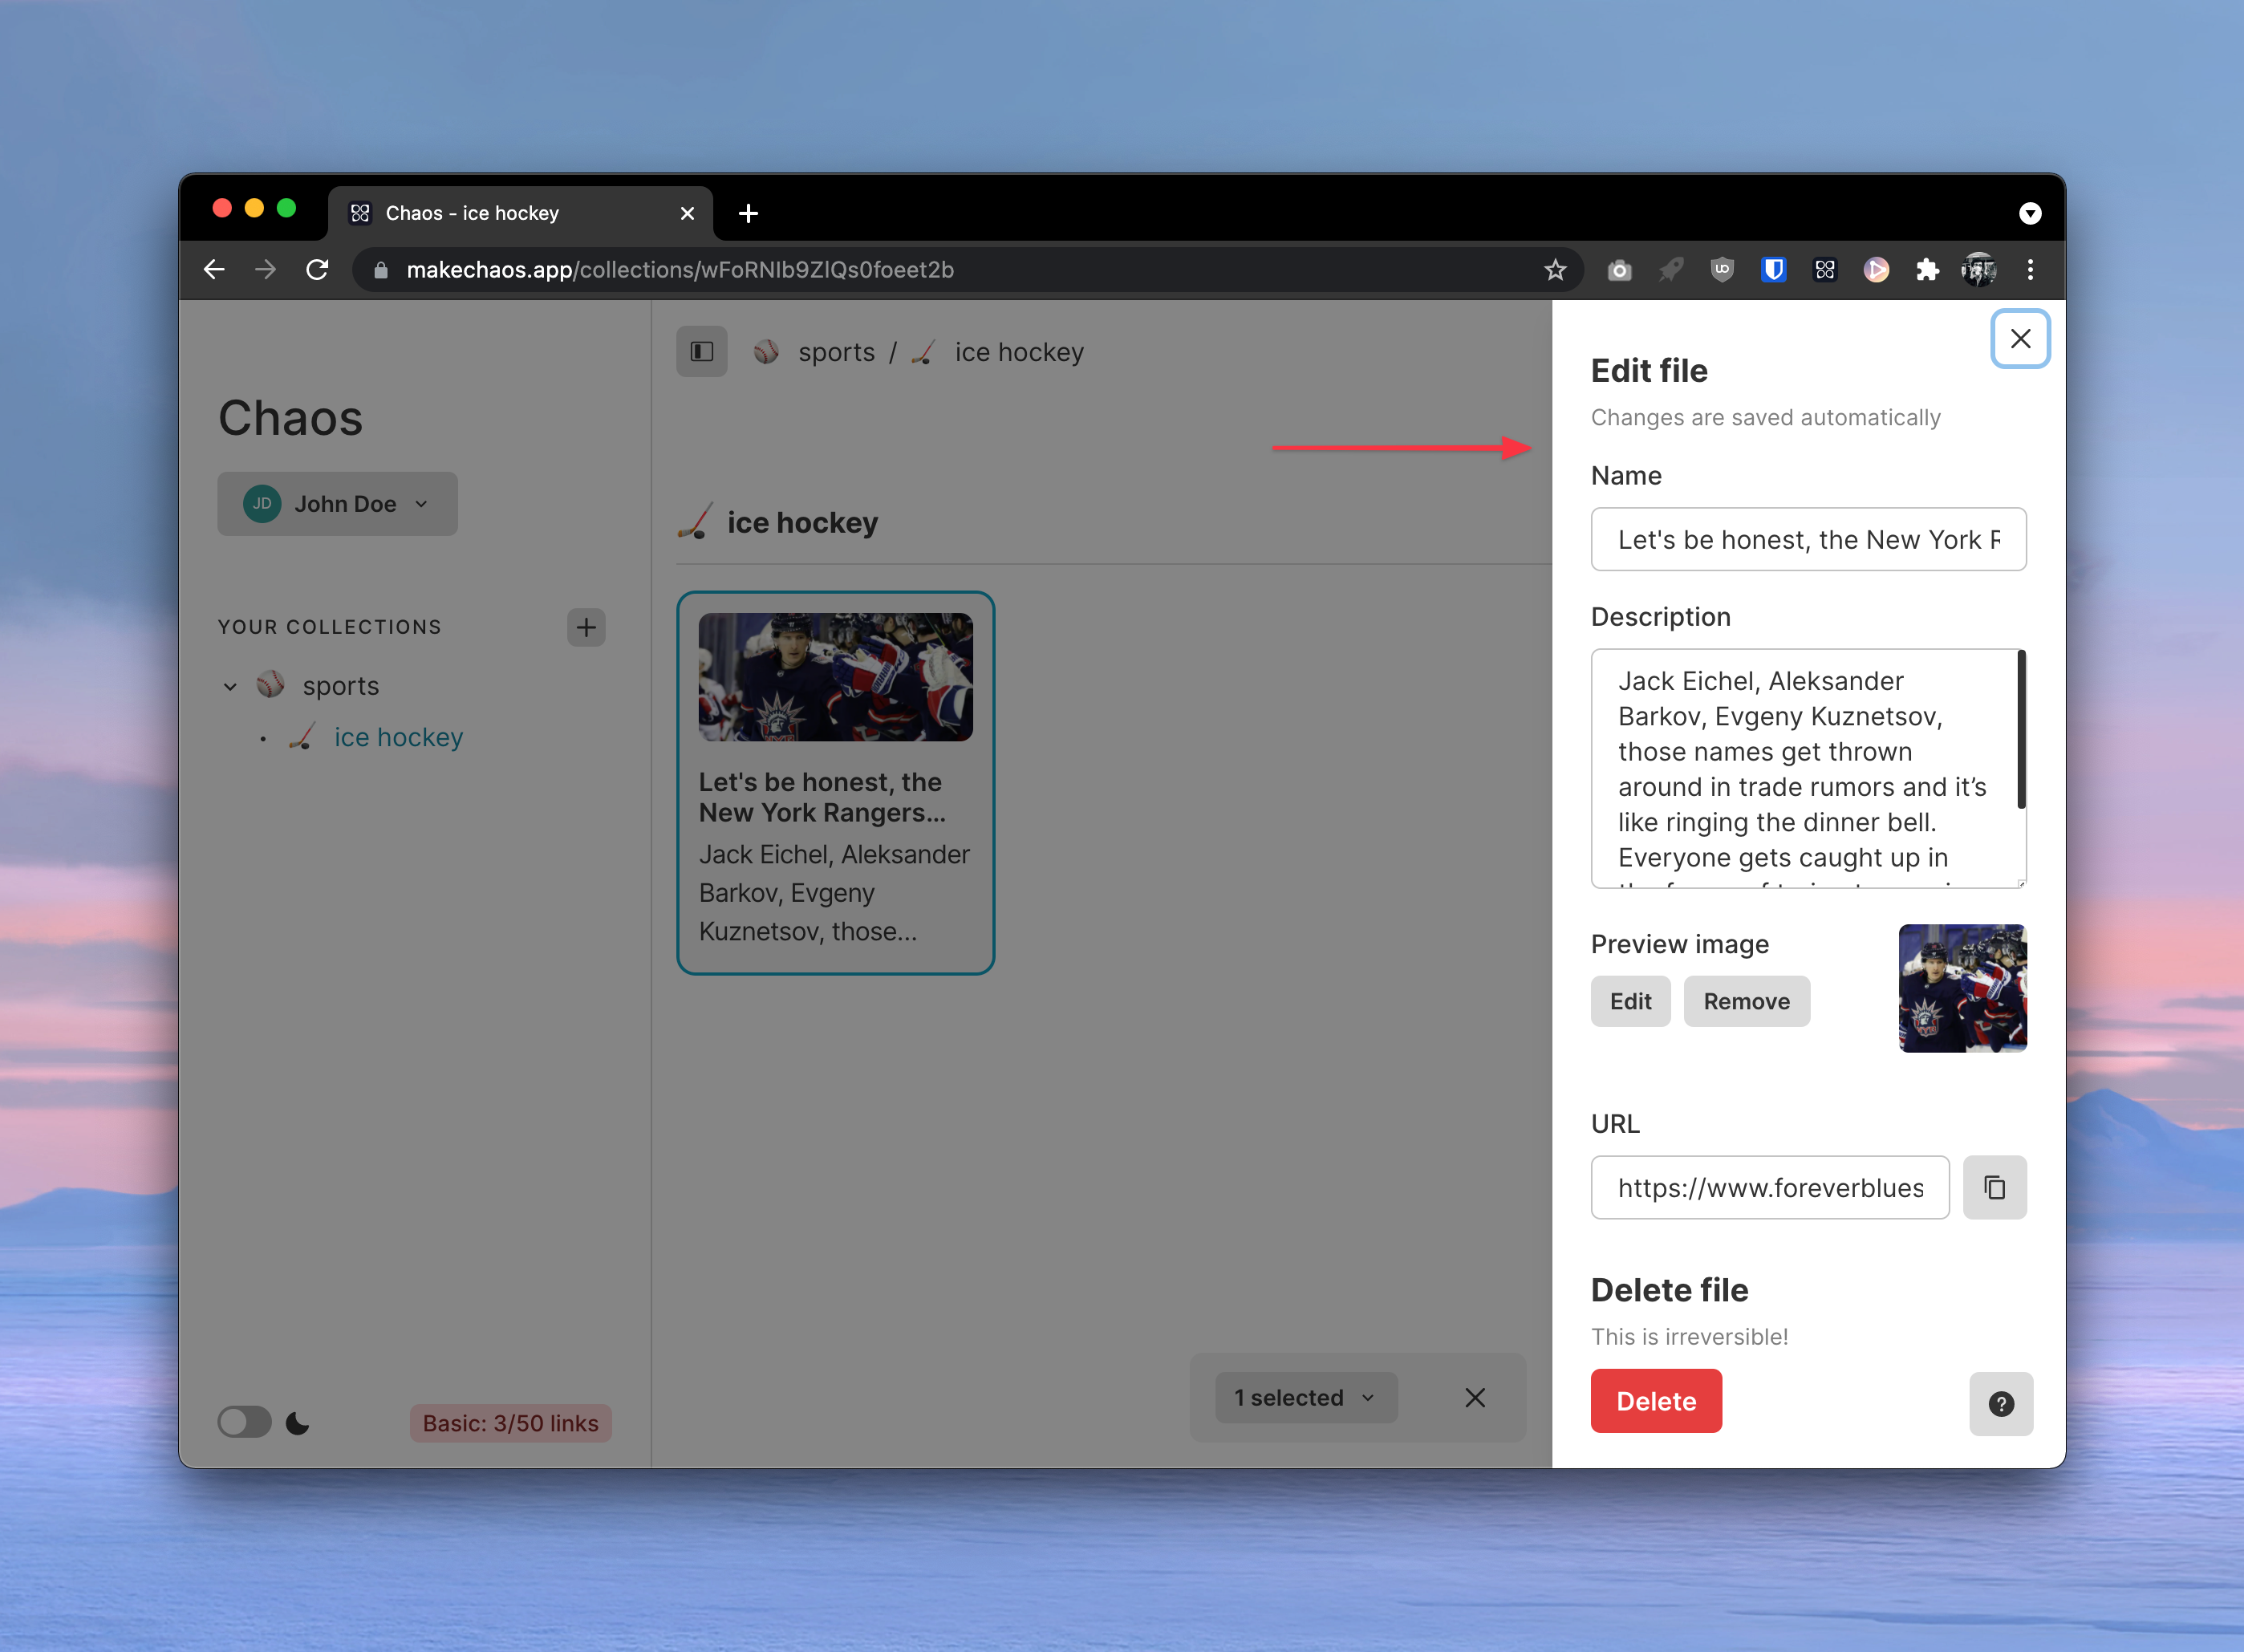 Chaos - ice hockey
makechaos.app/collections/wFoRNIb9ZlQs0foeet2b
Chaos
JD John Doe
YOUR COLLECTIONS
sports
ice hockey
Basic: 3/50 links
sports / ice hockey
ice hockey
Let's be honest, the
New York Rangers...
Jack Eichel, Aleksander
Barkov, Evgeny
Kuznetsov, those...
1 selected
Edit file
Changes are saved automatically
Name
Let's be honest, the New York R
Description
Jack Eichel, Aleksander
Barkov, Evgeny Kuznetsov,
those names get thrown
around in trade rumors and it’s
like ringing the dinner bell.
Everyone gets caught up in
Preview image
Edit
Remove
URL
https://www.foreverblues
Delete file
This is irreversible!
Delete